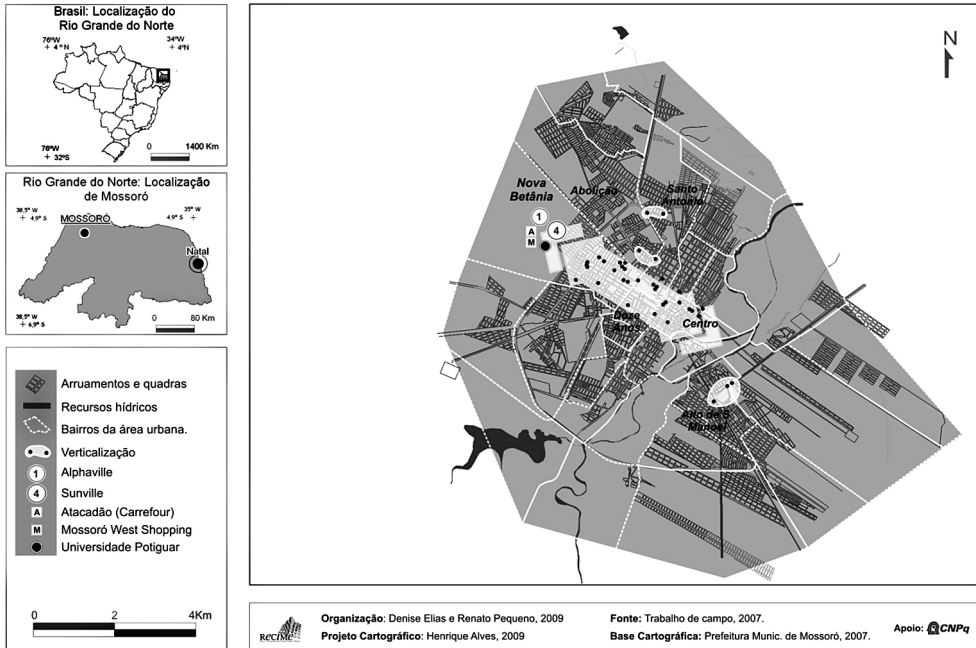 Brasil: Localização do
Rio Grande do Norte
76ºW
4 º N
34ºW
4ºN
76ºW
32ºS
0 1400 Km
Rio Grande do Norte: Localização
de Mossoró
38,5º W
4,9º S
MOSSORÓ
35º W
4,9º S
Natal
38,5º W
6,9º S
0 80 Km
Arruamentos e quadras
Recursos hídricos
Bairros da área urbana.
Verticalização
1 Alphaville
4 Sunville
A Atacadão (Carrefour)
M Mossoró West Shopping
Universidade Potiguar
0 2 4Km
N
Nova
Betânia
Abolição
Santo
Antonio
1
4
A
M
Doze
Anos
Centro
Alto de S.
Manoel
RECIME
Organização: Denise Elias e Renato Pequeno, 2009
Projeto Cartográfico: Henrique Alves, 2009
Fonte: Trabalho de campo, 2007.
Base Cartográfica: Prefeitura Munic. de Mossoró, 2007.
Apoio: CNPq